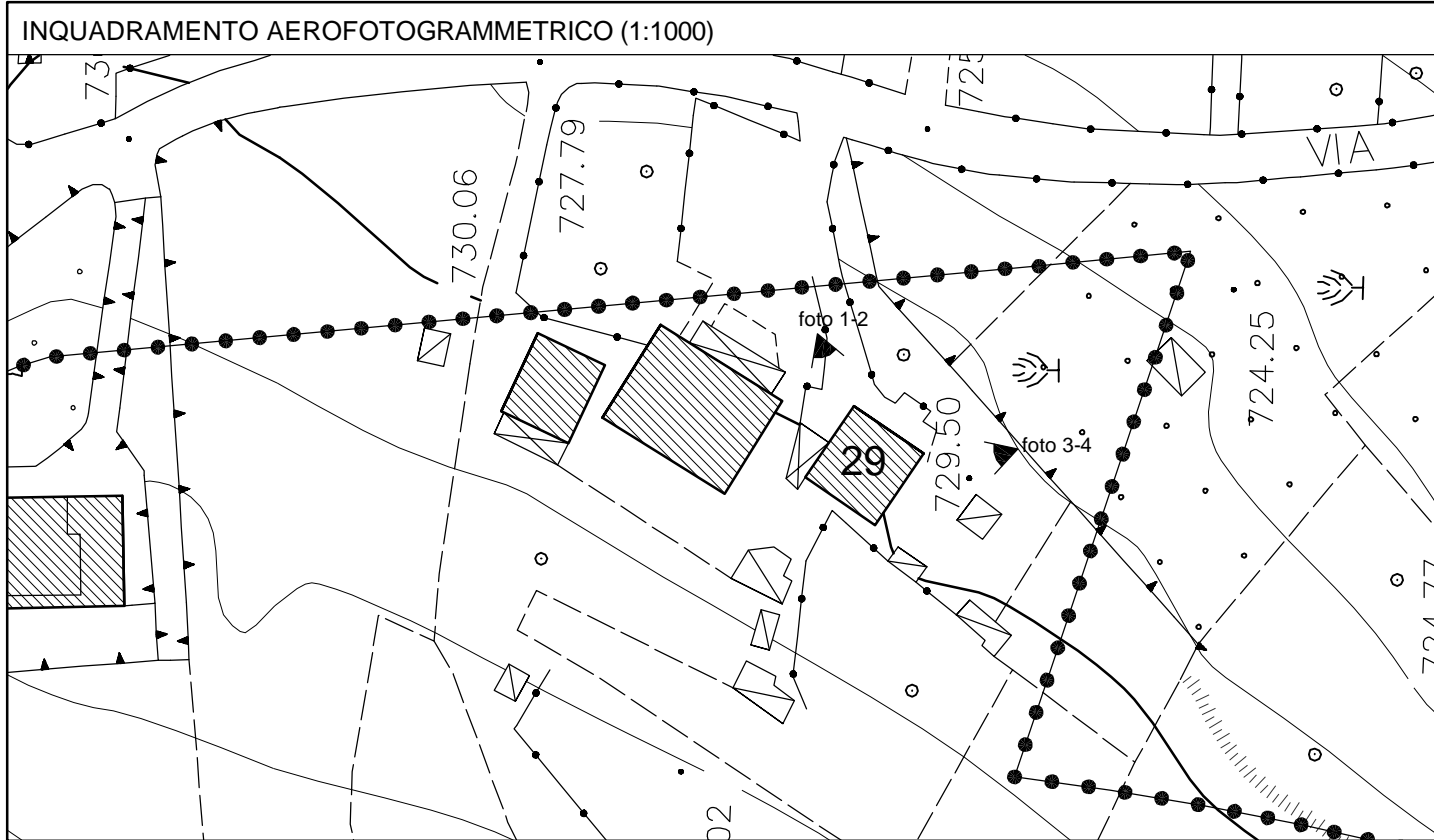 INQUADRAMENTO AEROFOTOGRAMMETRICO (1:1000)
VIA
727.79
730.06
foto 1-2
724.25
729.50
foto 3-4
29